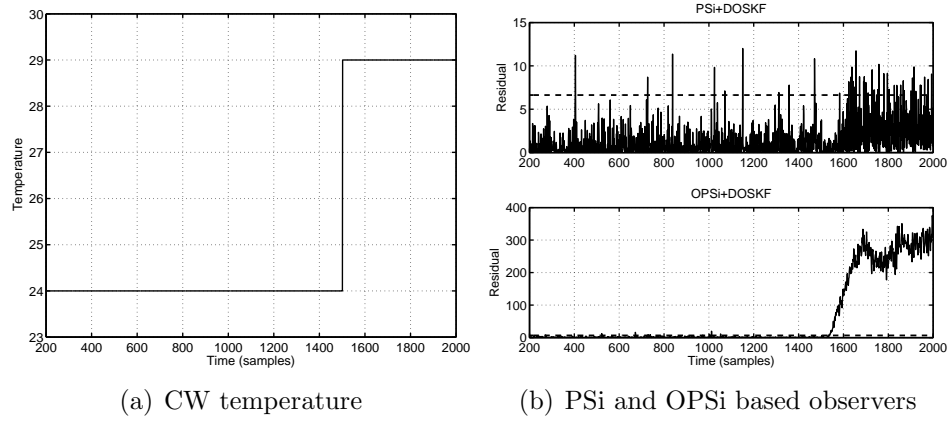 30
29
28
27
26
25
24
23
Temperature
200 400 600 800 1000 1200 1400 1600 1800 2000
Time (samples)
(a) CW temperature
PSi+DOSKF
15
10
5
0
Residual
200 400 600 800 1000 1200 1400 1600 1800 2000
OPSi+DOSKF
400
300
200
100
0
Residual
200 400 600 800 1000 1200 1400 1600 1800 2000
Time (samples)
(b) PSi and OPSi based observers